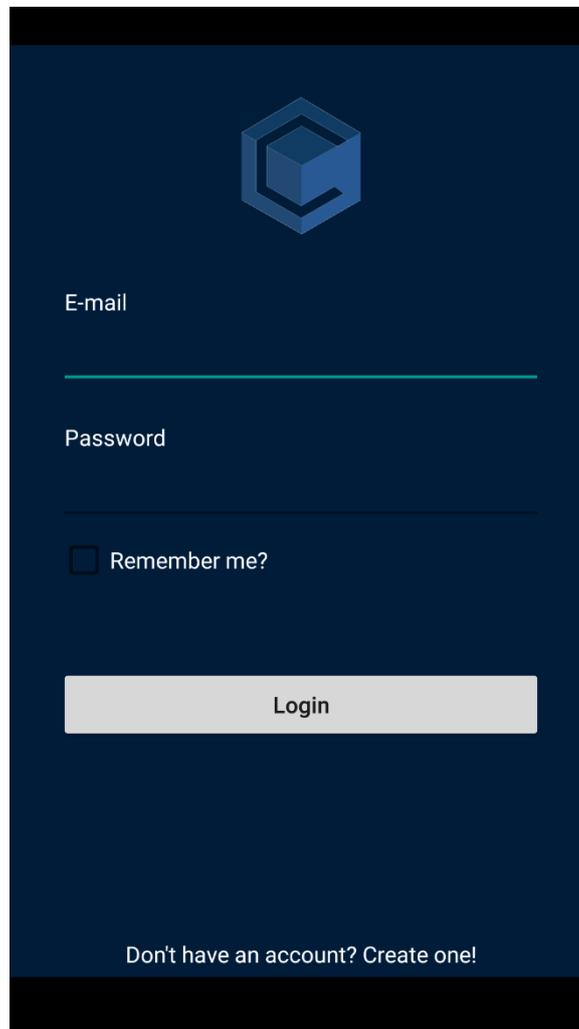 E-mail
Password
Remember me?
Login
Don't have an account? Create one!